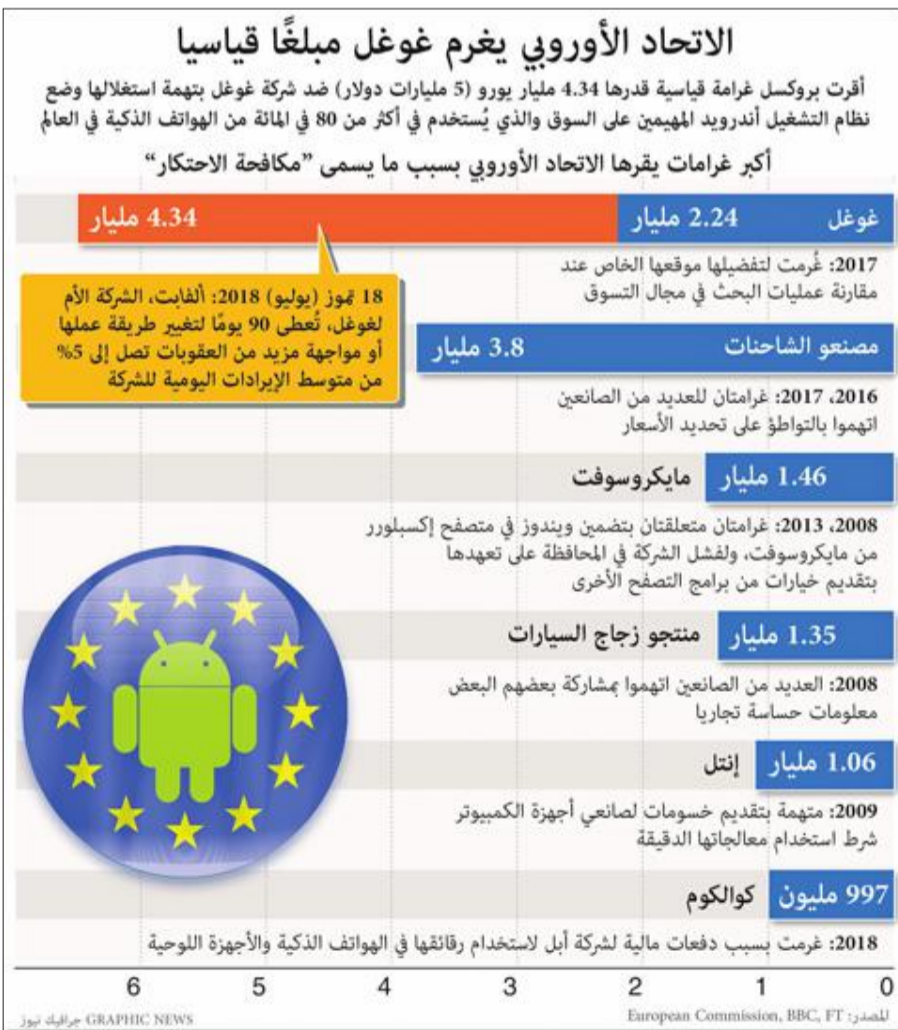 الاتحاد الأوروبي يغرم غوغل مبلغًا قياسيا
أقرت بروكسل غرامة قياسية قدرها 4.34 مليار يورو (5 مليارات دولار) ضد شركة غوغل بتهمة استغلالها وضع
نظام التشغيل أندرويد المهيمن على السوق والذي يُستخدم في أكثر من 80 في المائة من الهواتف الذكية في العالم
أكبر غرامات يقرها الاتحاد الأوروبي بسبب ما يسمى ”مكافحة الاحتكار“
غوغل 2.24 مليار 4.34 مليار
2017: غُرمت لتفضيلها موقعها الخاص عند
مقارنة عمليات البحث في مجال التسوق
18 تموز (يوليو) 2018: ألفابت، الشركة الأم
لغوغل، تُعطى 90 يومًا لتغيير طريقة عملها
أو مواجهة مزيد من العقوبات تصل إلى 5%
من متوسط الإيرادات اليومية للشركة
مصنعو الشاحنات 3.8 مليار
2016، 2017: غرامتان للعديد من الصانعين
اتهموا بالتواطؤ على تحديد الأسعار
1.46 مليار مايكروسوفت
2008، 2013: غرامتان متعلقتان بتضمين ويندوز في متصفح إكسبلورر
من مايكروسوفت، ولفشل الشركة في المحافظة على تعهدها
بتقديم خيارات من برامج التصفح الأخرى
1.35 مليار منتجو زجاج السيارات
2008: العديد من الصانعين اتهموا بمشاركة بعضهم البعض
معلومات حساسة تجاريا
1.06 مليار إنتل
2009: متهمة بتقديم خسومات لصانعي أجهزة الكمبيوتر
شرط استخدام معالجاتها الدقيقة
997 مليون كوالكوم
2018: غرمت بسبب دفعات مالية لشركة أبل لاستخدام رقائقها في الهواتف الذكية والأجهزة اللوحية
0 1 2 3 4 5 6
المصدر: European Commission, BBC, FT
GRAPHIC NEWS جرافيك نيوز